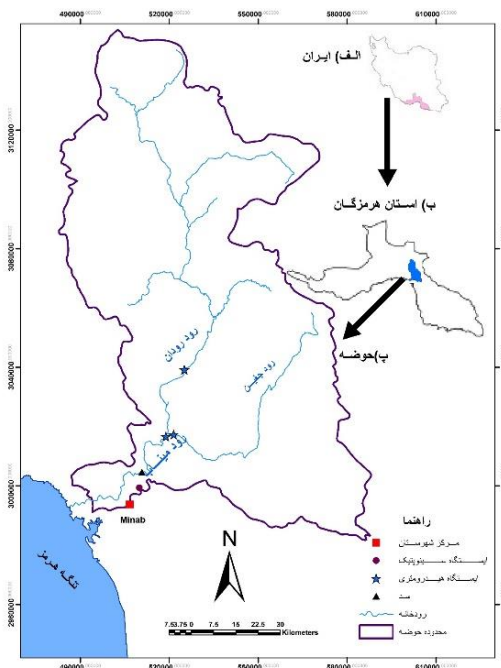 490000 520000 550000 580000 610000
الف) ایران
ب) استان هرمزگان
پ)حوضه
3120000
3080000
3040000
3000000
2960000
رود رودان
رود جغین
رود میناب
Minab
تنگه هرمز
N
7.53.75 0 7.5 15 22.5 30
Kilometers
راهنما
مرکز شهرستان
ایستگاه سینوپتیک
ایستگاه هیدرومتری
سد
رودخانه
محدوده حوضه
490000 520000 550000 580000 610000